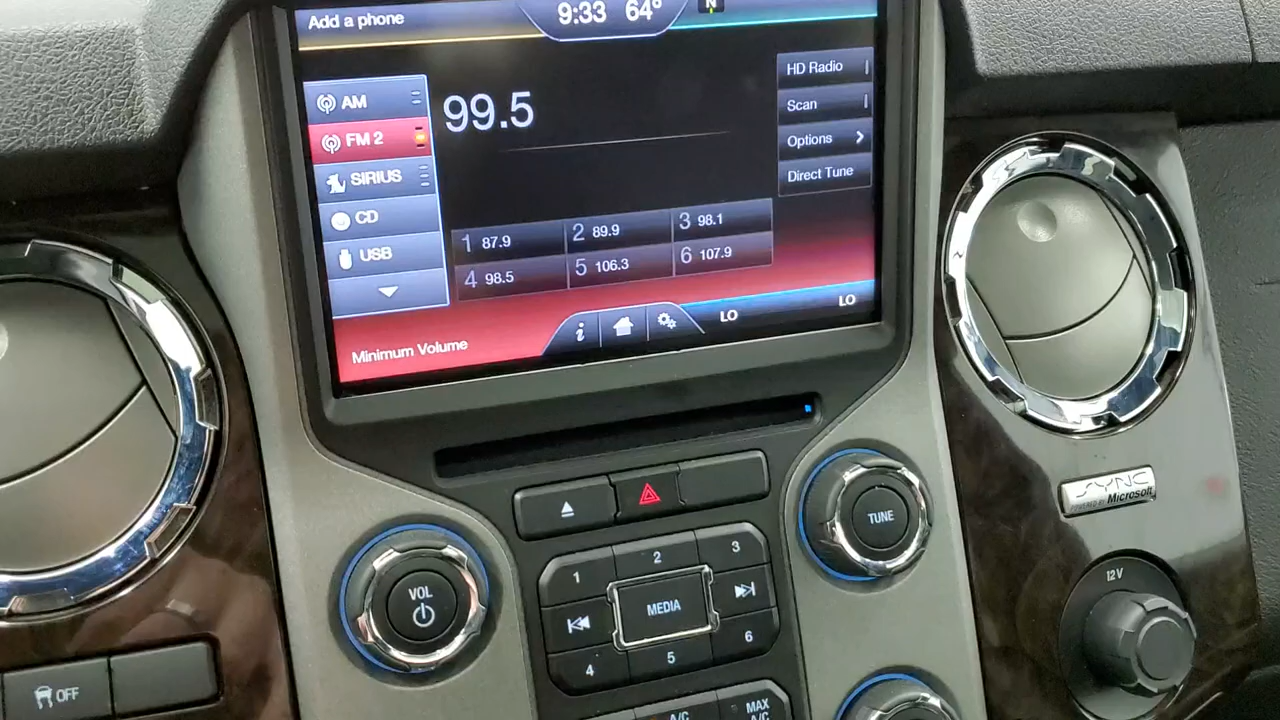 Add a phone
9:33 64°
N
AM
FM 2
SIRIUS
CD
USB
99.5
HD Radio
Scan
Options
Direct Tune
1 87.9
2 89.9
3 98.1
4 98.5
5 106.3
6 107.9
Minimum Volume
i
LO
LO
VOL
TUNE
1
2
3
MEDIA
4
5
6
A/C
MAX
A/C
OFF
SYNC
POWERED BY Microsoft
12V